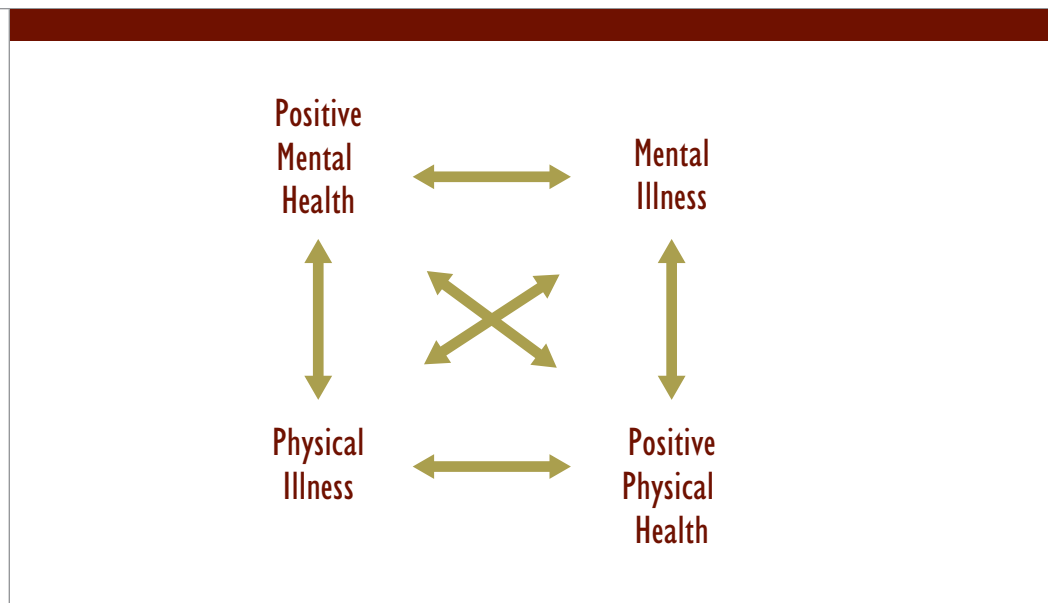 Positive
Mental
Health
Mental
Illness
Physical
Illness
Positive
Physical
Health